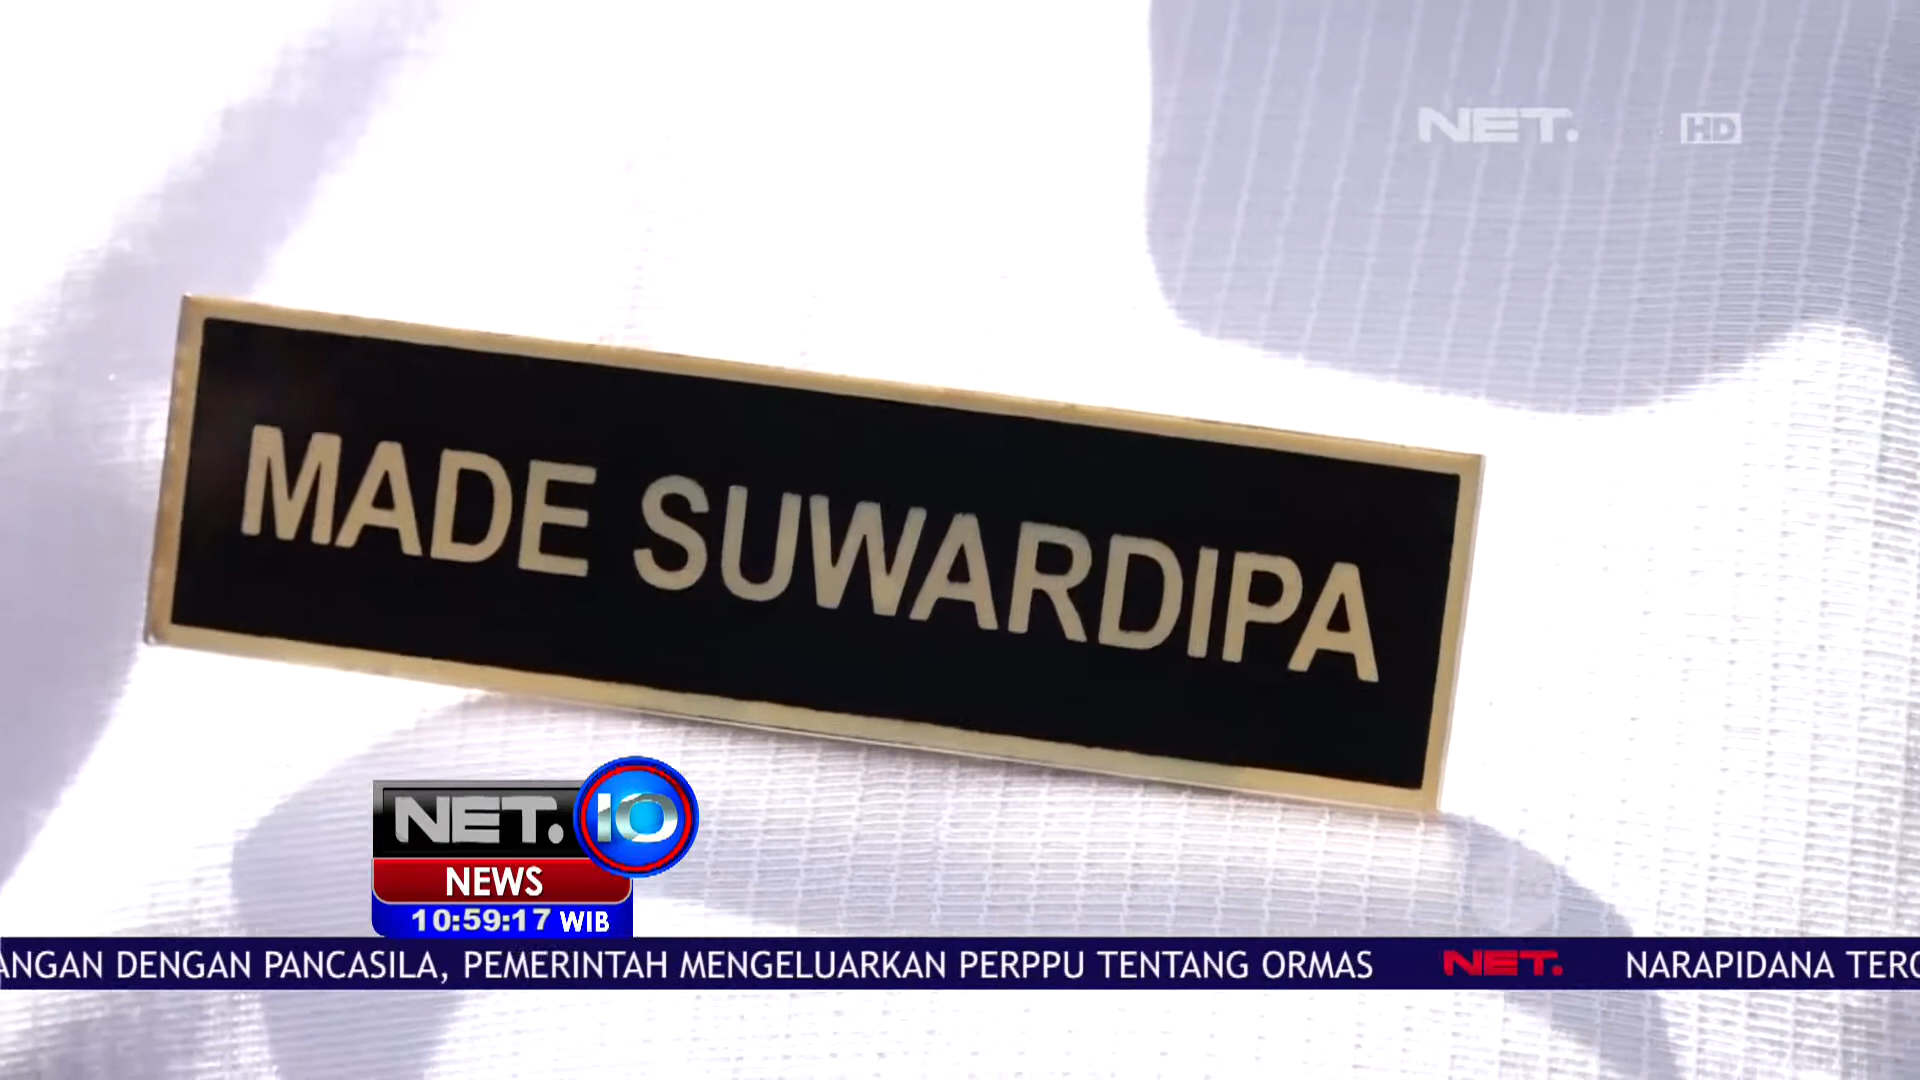 NET. HD
MADE SUWARDIPA
NET. 10
NEWS
10:59:17 WIB
DENGAN PANCASILA, PEMERINTAH MENGELUARKAN PERPPU TENTANG ORMAS NET. NARAPIDANA